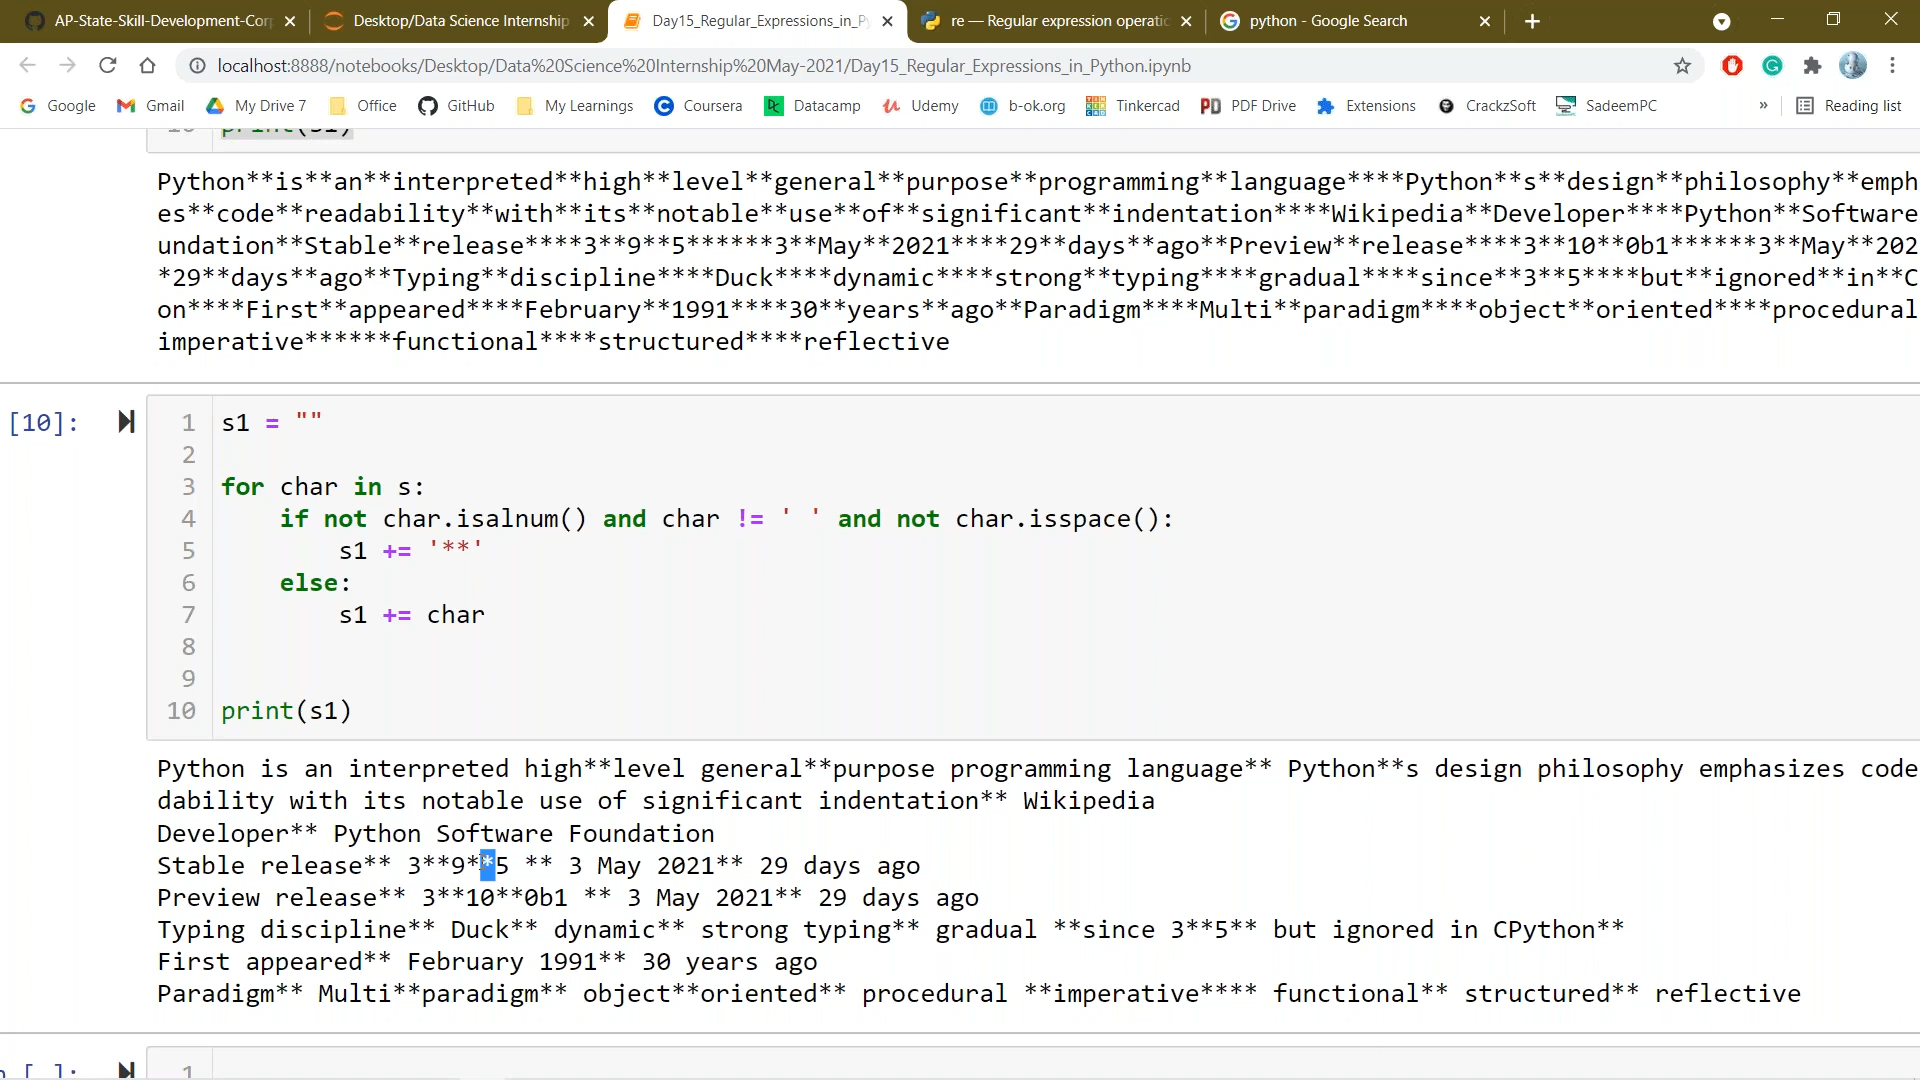 AP-State-Skill-Development-Corp
Desktop/Data Science Internship
Day15_Regular_Expressions_in_Py
re — Regular expression operatio
python - Google Search
localhost:8888/notebooks/Desktop/Data%20Science%20Internship%20May-2021/Day15_Regular_Expressions_in_Python.ipynb
Google Gmail My Drive 7 Office GitHub My Learnings Coursera Datacamp Udemy b-ok.org Tinkercad PDF Drive Extensions CrackzSoft SadeemPC » Reading list
10 print(s1)
Python**is**an**interpreted**high**level**general**purpose**programming**language****Python**s**design**philosophy**emph
es**code**readability**with**its**notable**use**of**significant**indentation****Wikipedia**Developer****Python**Software
undation**Stable**release****3**9**5******3**May**2021****29**days**ago**Preview**release****3**10**0b1******3**May**202
*29**days**ago**Typing**discipline****Duck****dynamic****strong**typing****gradual****since**3**5****but**ignored**in**C
on****First**appeared****February**1991****30**years**ago**Paradigm****Multi**paradigm****object**oriented****procedural
imperative******functional****structured****reflective
[10]:
1 s1 = ""
2
3 for char in s:
4 if not char.isalnum() and char != ' ' and not char.isspace():
5 s1 += '**'
6 else:
7 s1 += char
8
9
10 print(s1)
Python is an interpreted high**level general**purpose programming language** Python**s design philosophy emphasizes code
dability with its notable use of significant indentation** Wikipedia
Developer** Python Software Foundation
Stable release** 3**9**5 ** 3 May 2021** 29 days ago
Preview release** 3**10**0b1 ** 3 May 2021** 29 days ago
Typing discipline** Duck** dynamic** strong typing** gradual **since 3**5** but ignored in CPython**
First appeared** February 1991** 30 years ago
Paradigm** Multi**paradigm** object**oriented** procedural **imperative**** functional** structured** reflective
n [ ]:
1